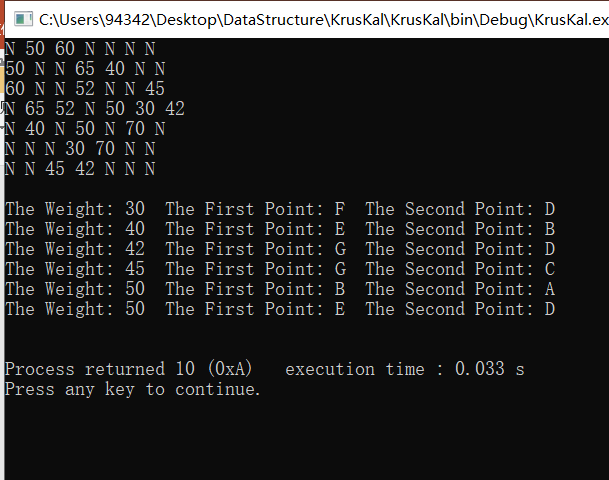 C:\Users\94342\Desktop\DataStructure\KrusKal\KrusKal\bin\Debug\KrusKal.ex
N 50 60 N N N N
50 N N 65 40 N N
60 N N 52 N N 45
N 65 52 N 50 30 42
N 40 N 50 N 70 N
N N N 30 70 N N
N N 45 42 N N N
The Weight: 30  The First Point: F  The Second Point: D
The Weight: 40  The First Point: E  The Second Point: B
The Weight: 42  The First Point: G  The Second Point: D
The Weight: 45  The First Point: G  The Second Point: C
The Weight: 50  The First Point: B  The Second Point: A
The Weight: 50  The First Point: E  The Second Point: D
Process returned 10 (0xA)   execution time : 0.033 s
Press any key to continue.